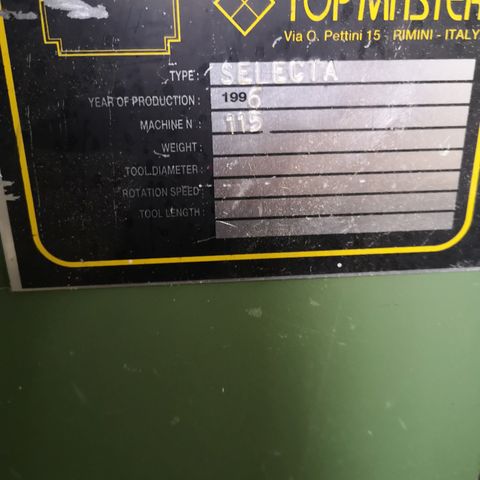 TOPMASTER
Via O. Pettini 15 - RIMINI - ITALY
TYPE: SELECTA
YEAR OF PRODUCTION: 1996
MACHINE N.: 115
WEIGHT:
TOOL DIAMETER:
ROTATION SPEED:
TOOL LENGTH: